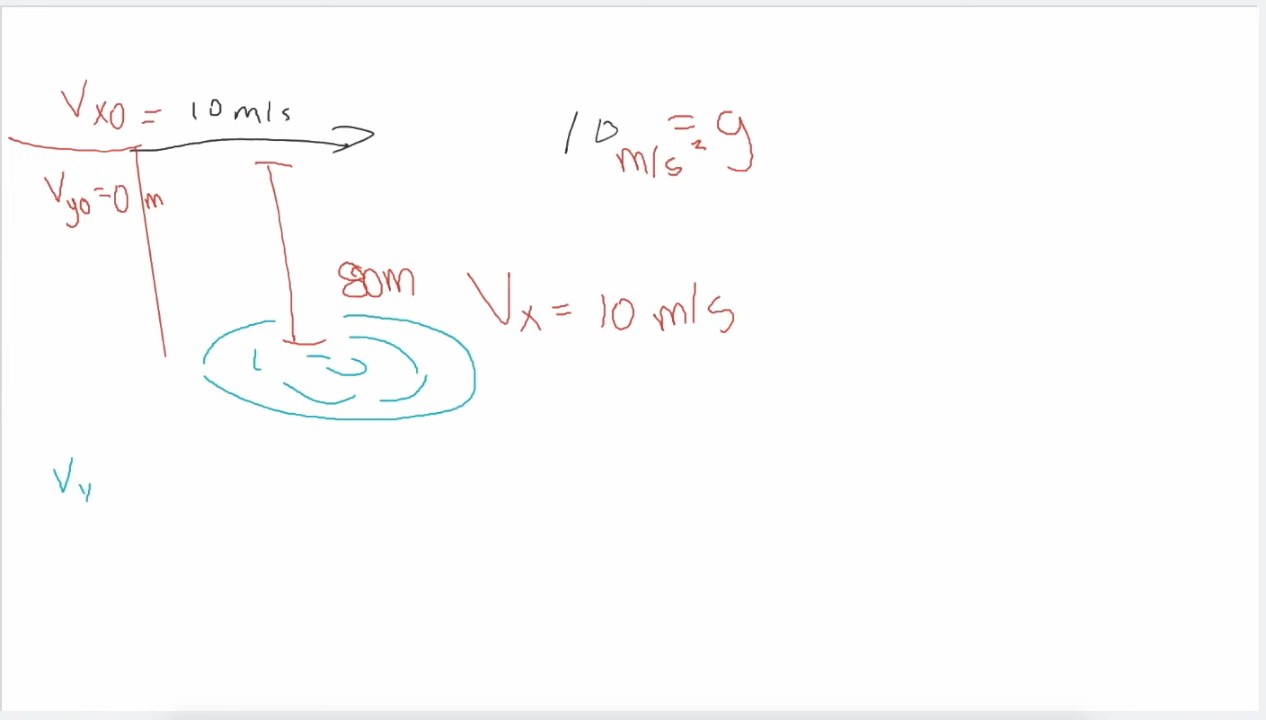 Vx0 = 10 m/s
Vy0=0 m
10 m/s² = g
80m
Vx = 10 m/s
Vy